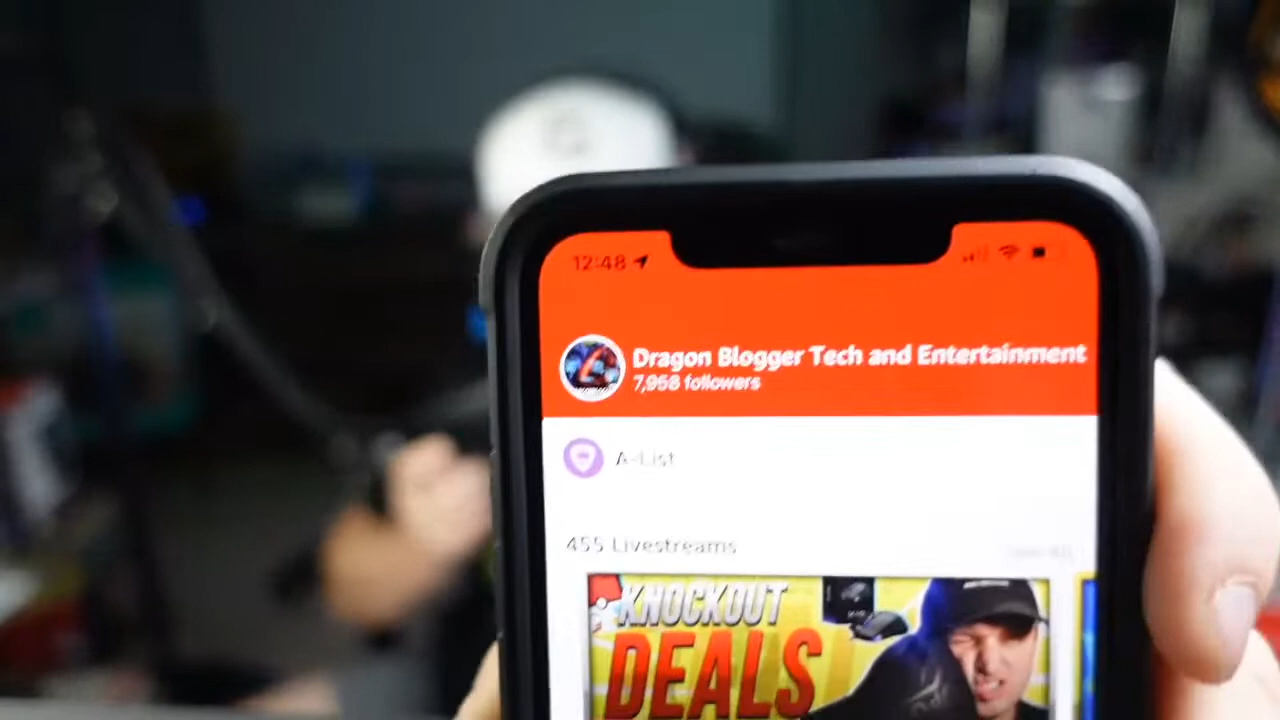 12:48
Dragon Blogger Tech and Entertainment
7,958 followers
A-List
455 Livestreams
KNOCKOUT
DEALS